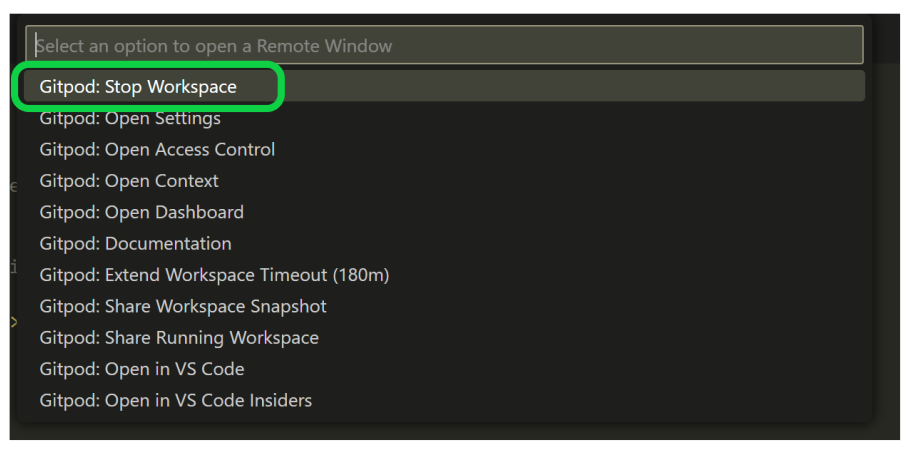 Select an option to open a Remote Window
Gitpod: Stop Workspace
Gitpod: Open Settings
Gitpod: Open Access Control
Gitpod: Open Context
Gitpod: Open Dashboard
Gitpod: Documentation
Gitpod: Extend Workspace Timeout (180m)
Gitpod: Share Workspace Snapshot
Gitpod: Share Running Workspace
Gitpod: Open in VS Code
Gitpod: Open in VS Code Insiders